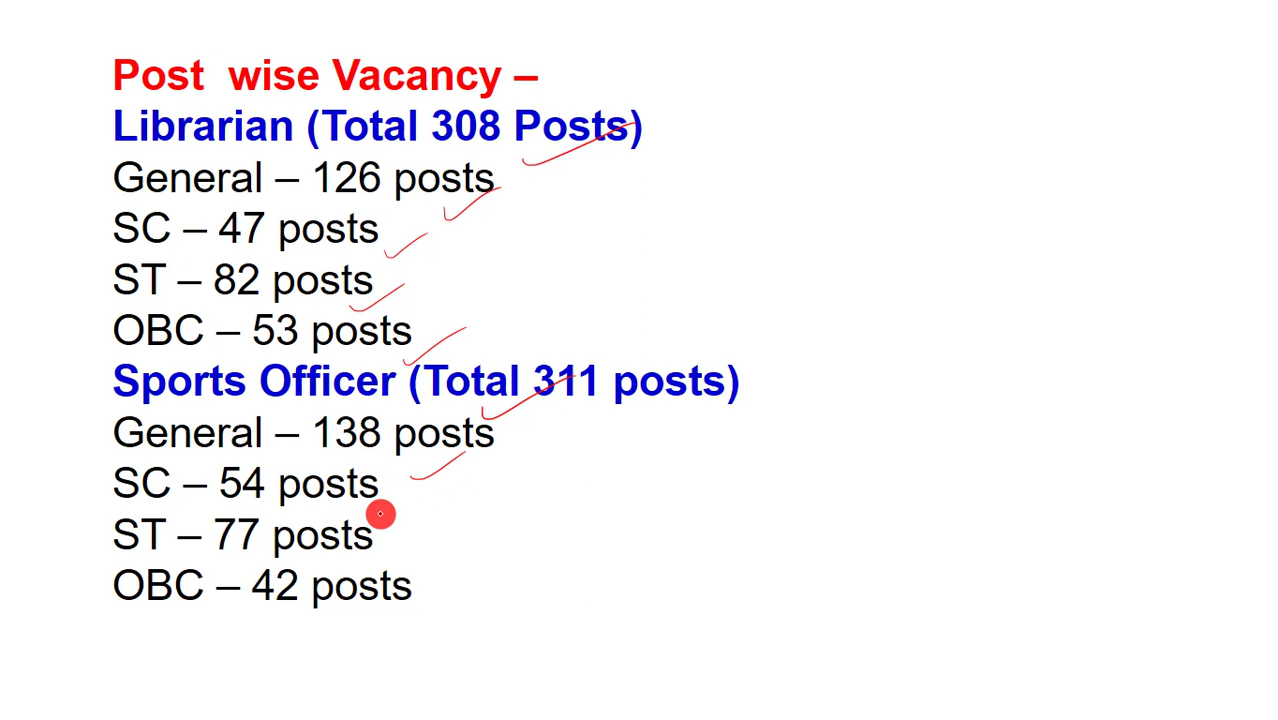 Post wise Vacancy –
Librarian (Total 308 Posts)
General – 126 posts
SC – 47 posts
ST – 82 posts
OBC – 53 posts
Sports Officer (Total 311 posts)
General – 138 posts
SC – 54 posts
ST – 77 posts
OBC – 42 posts